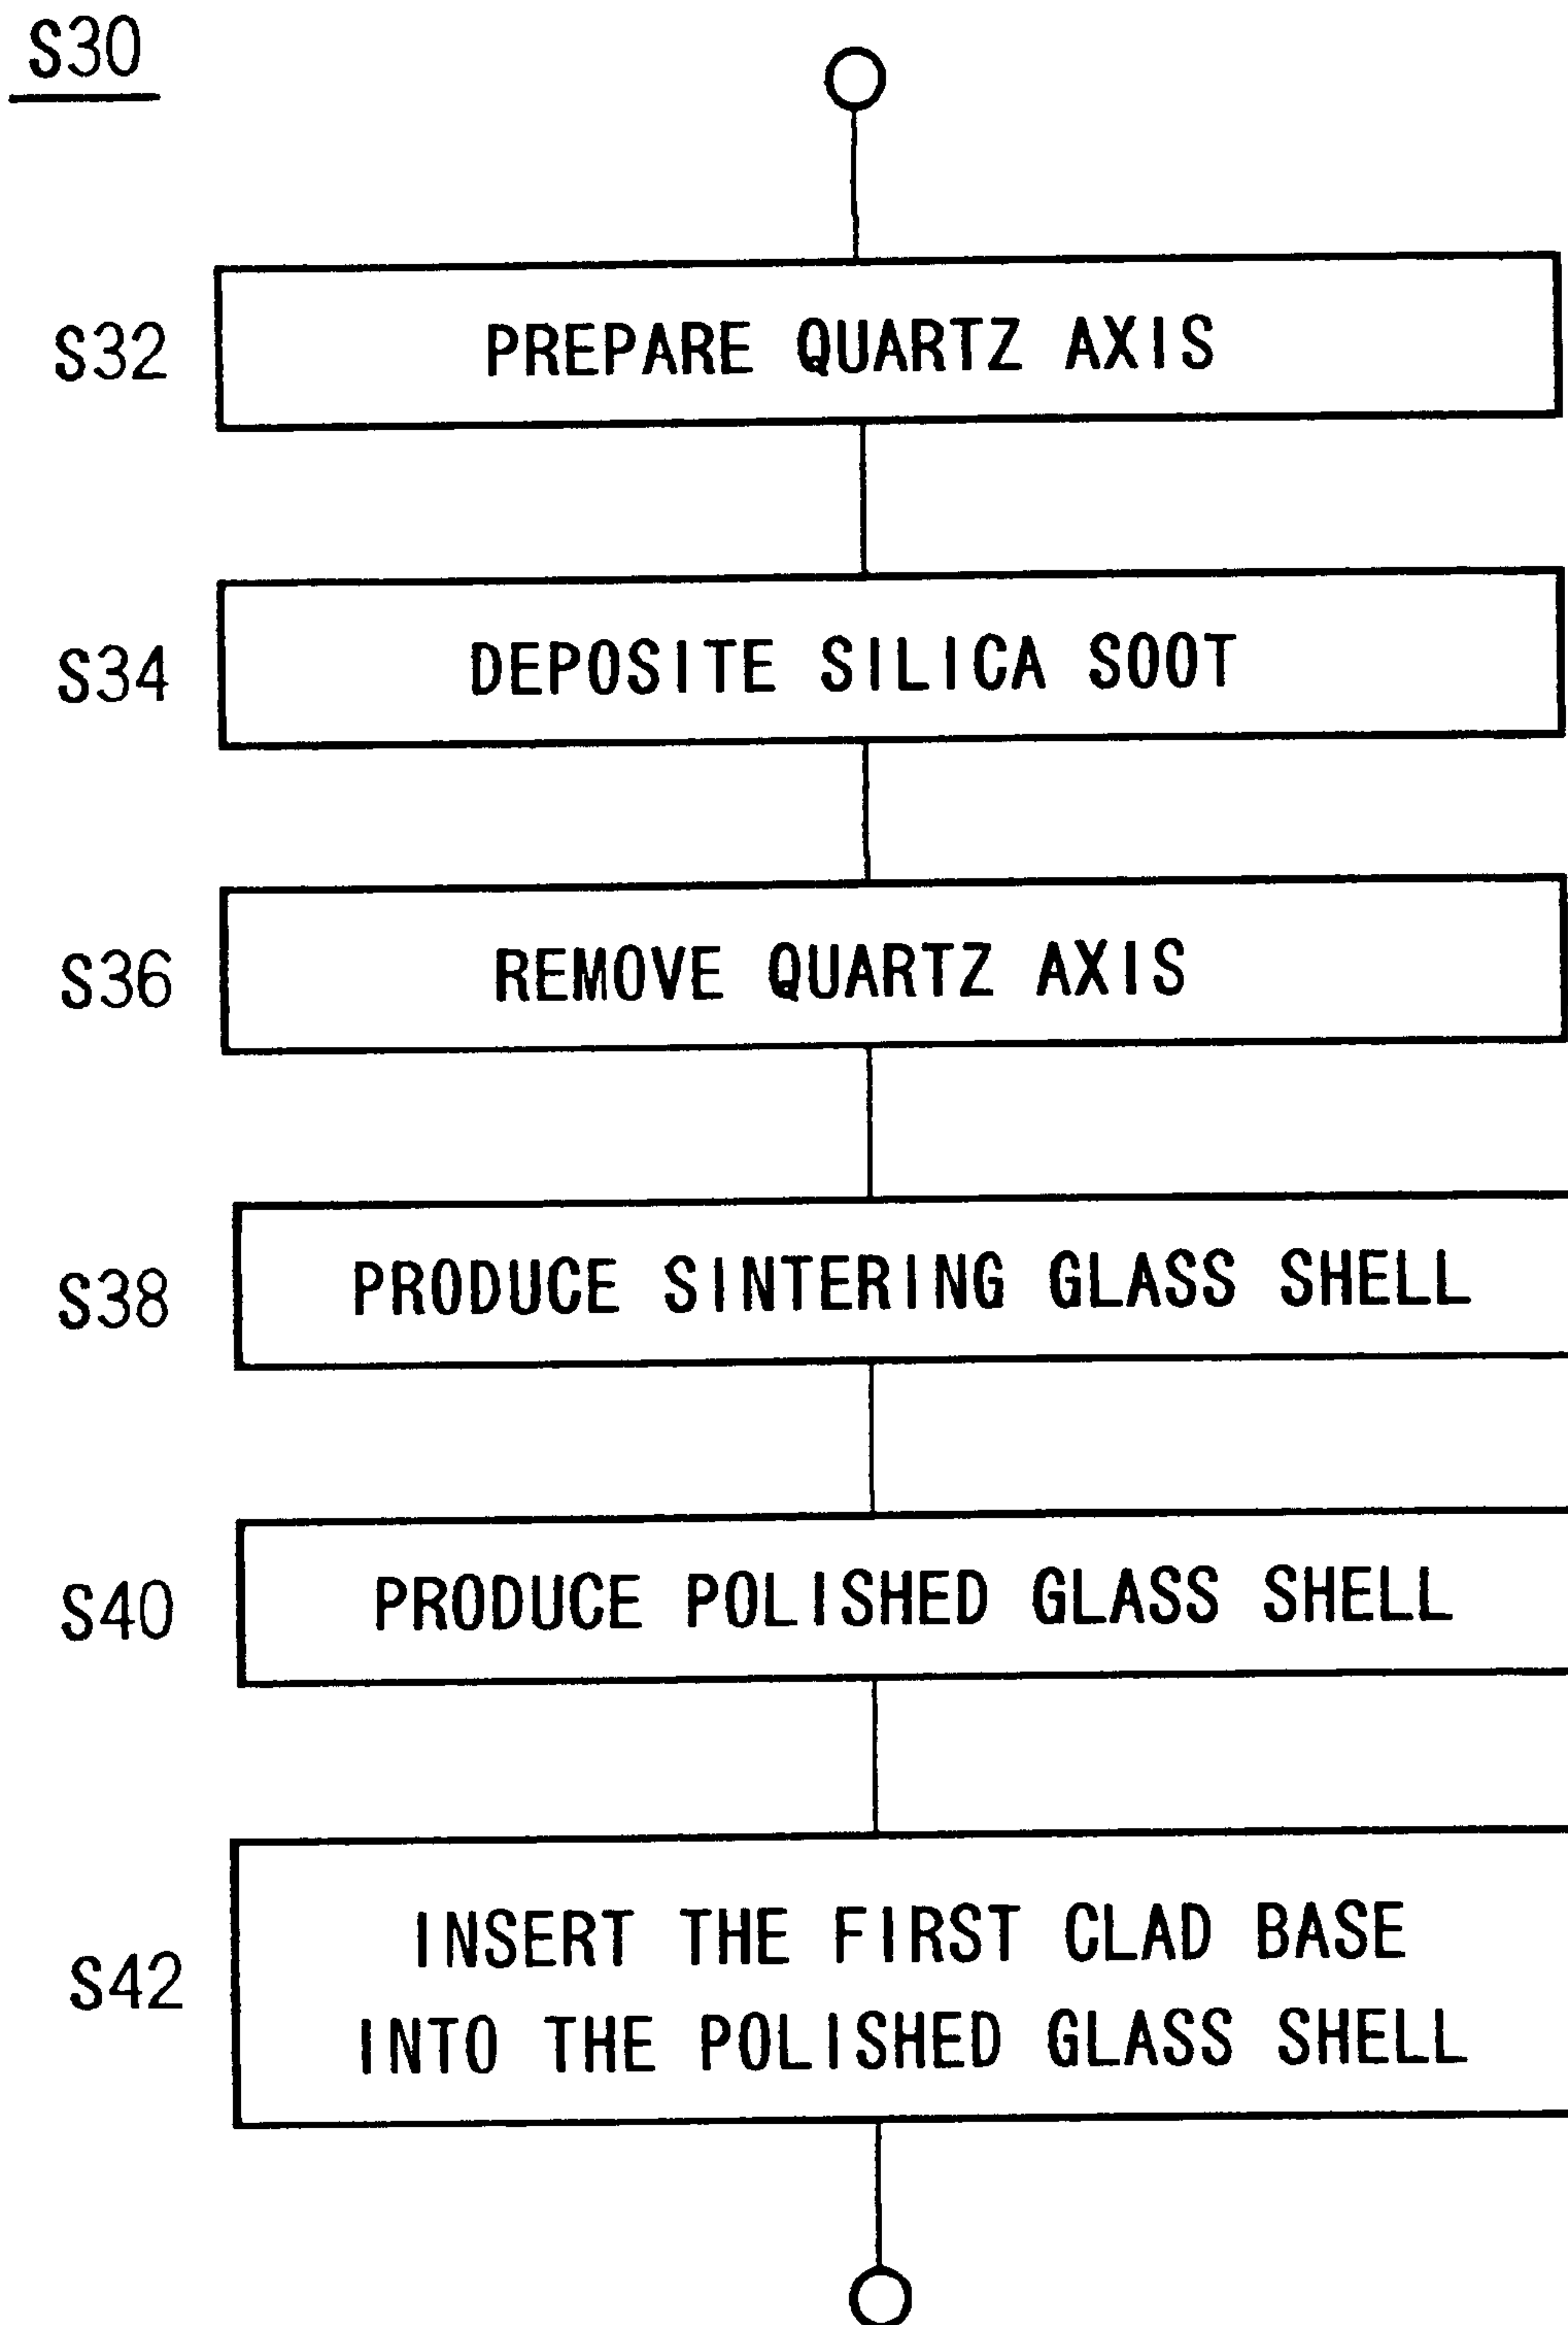 S30
S32 PREPARE QUARTZ AXIS
S34 DEPOSITE SILICA SOOT
S36 REMOVE QUARTZ AXIS
S38 PRODUCE SINTERING GLASS SHELL
S40 PRODUCE POLISHED GLASS SHELL
S42
INSERT THE FIRST CLAD BASE
INTO THE POLISHED GLASS SHELL